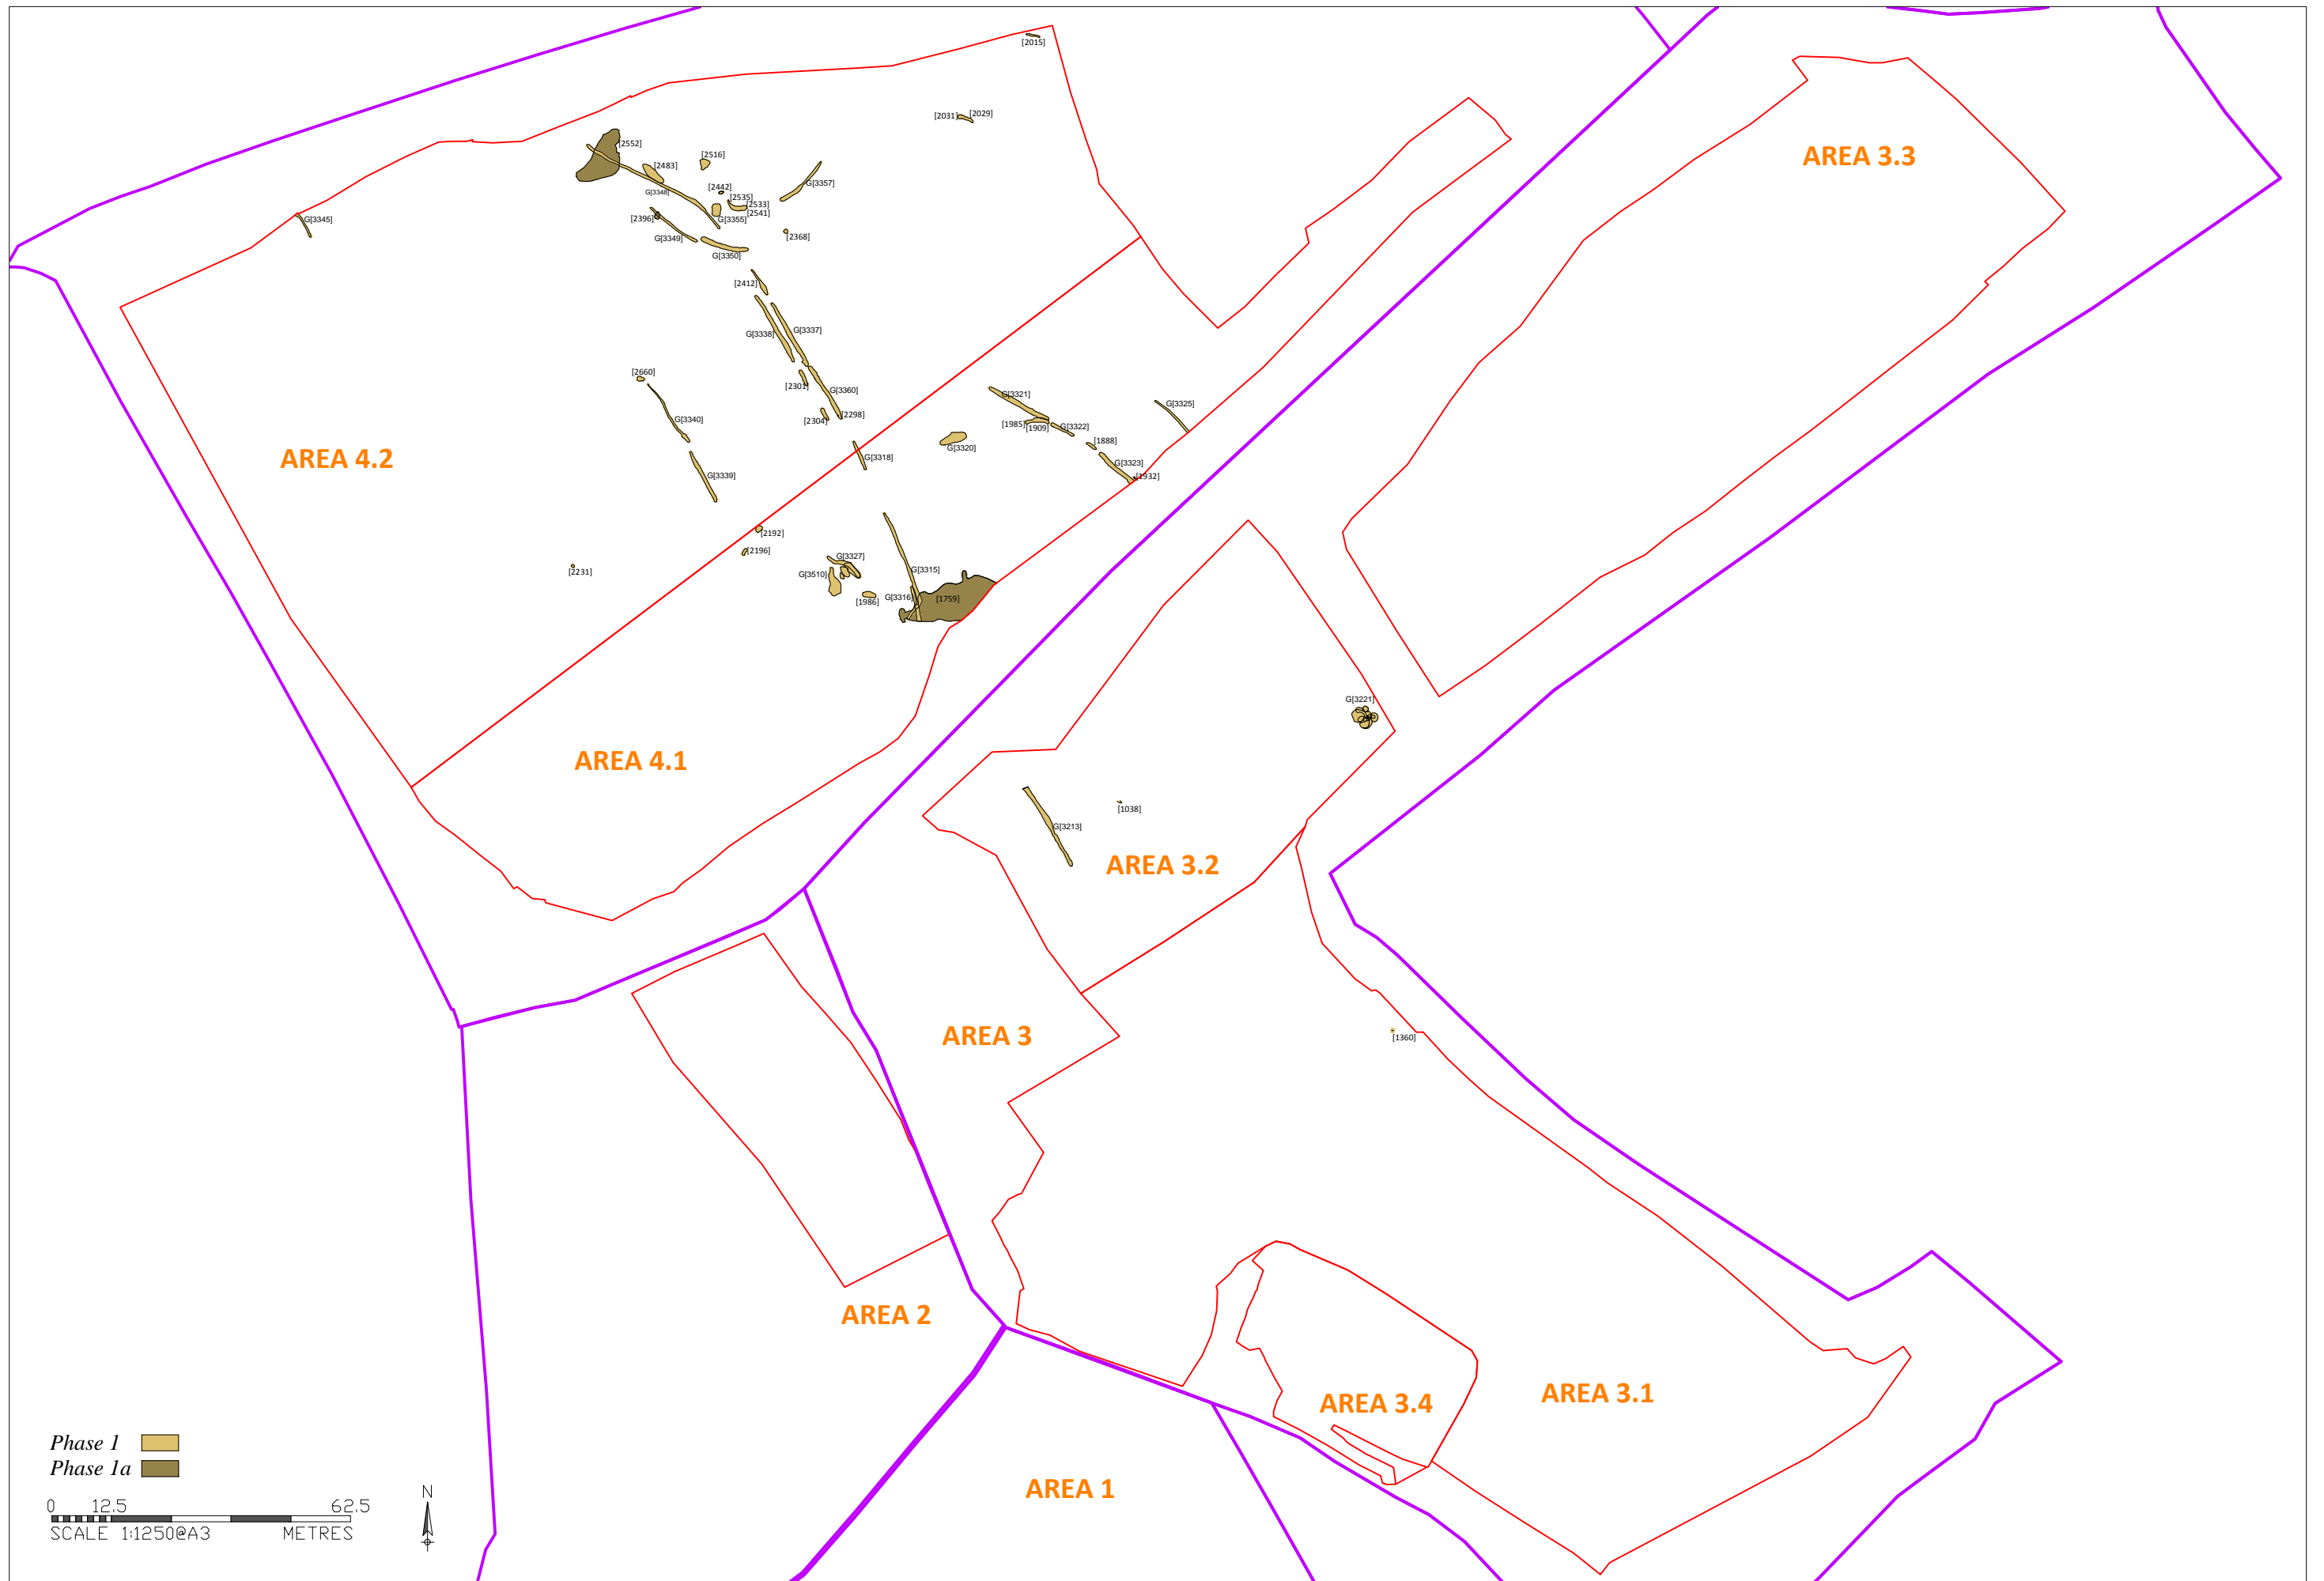 [2015]
[2031]
[2029]
AREA 3.3
[2552]
[2516]
[2483]
G[3357]
[2442]
G[3348]
[2535]
[2533]
[2541]
[2396]
G[3355]
G[3345]
[2368]
G[3349]
G[3350]
[2412]
G[3337]
G[3338]
[2660]
[2301]
G[3360]
G[3321]
G[3325]
[2298]
[2304]
G[3340]
[1985]
[1909]
G[3322]
[1888]
G[3320]
AREA 4.2
G[3318]
G[3323]
G[3339]
[1932]
[2192]
[2196]
G[3327]
[2231]
G[3510]
G[3315]
[1986]
G[3316]
[1759]
G[3221]
AREA 4.1
[1038]
G[3213]
AREA 3.2
AREA 3
[1360]
AREA 2
AREA 3.4
AREA 3.1
AREA 1
Phase 1
Phase 1a
0 12.5 62.5
SCALE 1:1250@A3 METRES
N